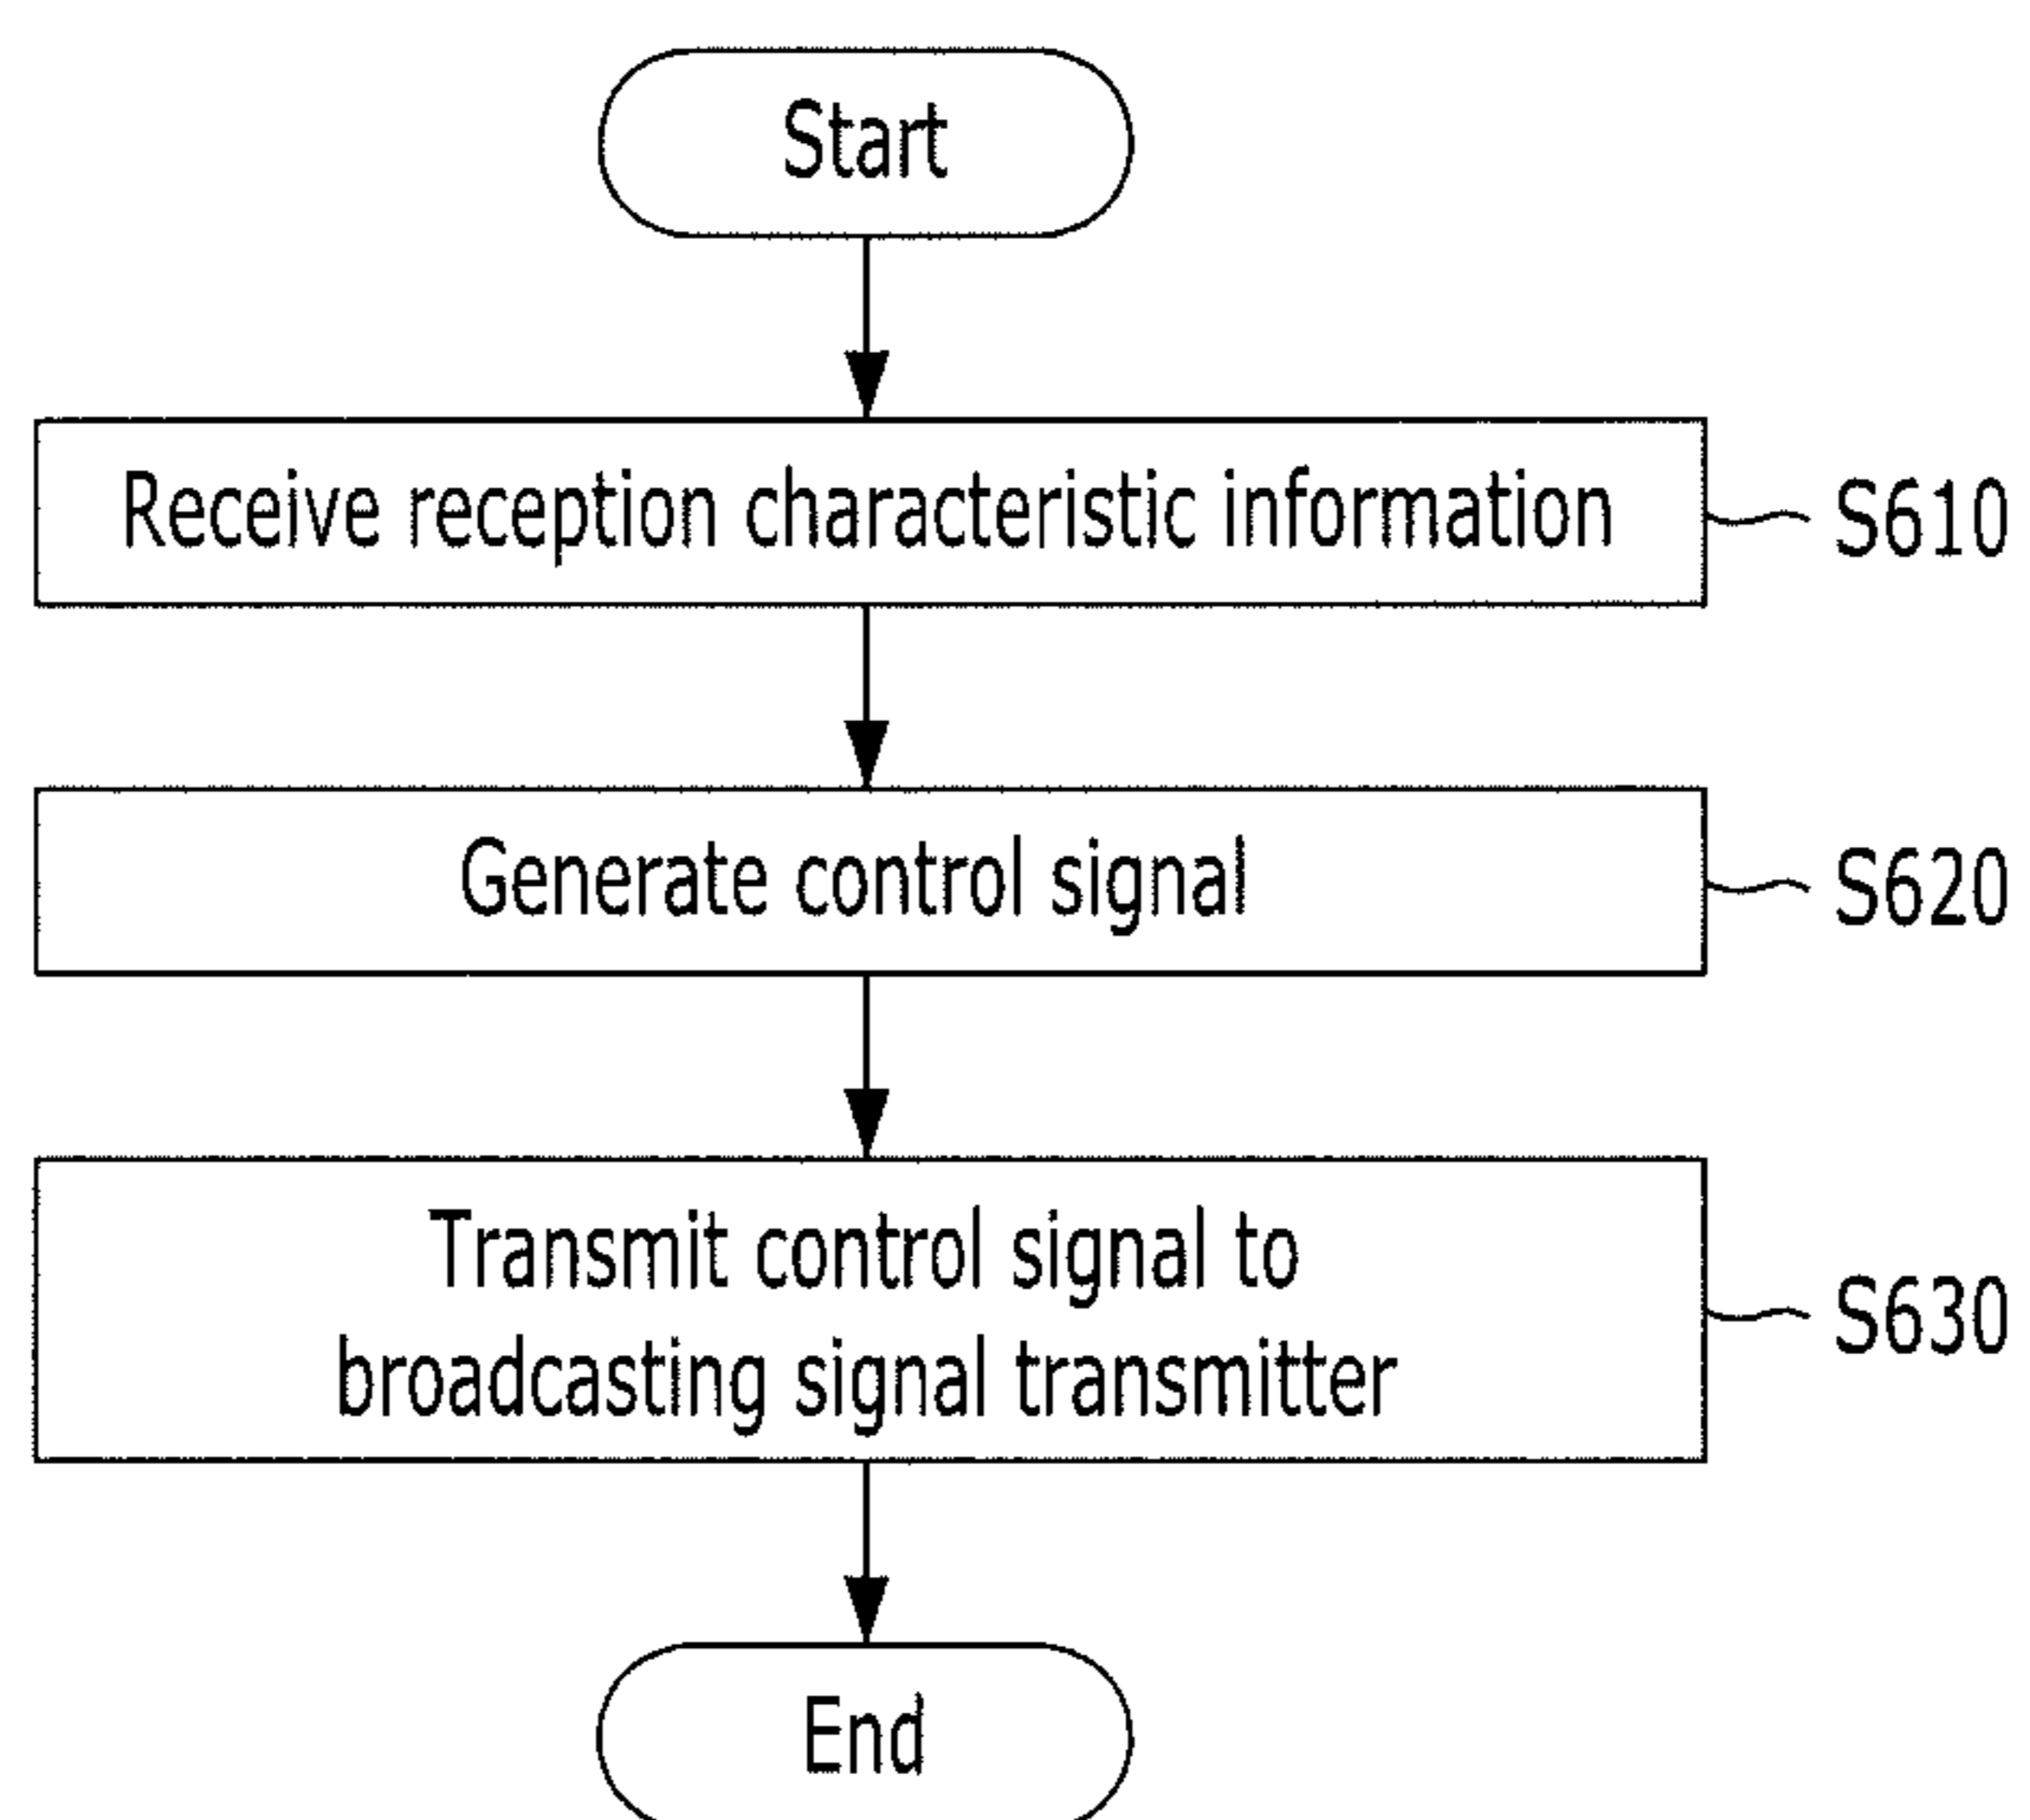 Start
Receive reception characteristic information
S610
Generate control signal
S620
Transmit control signal to
broadcasting signal transmitter
S630
End